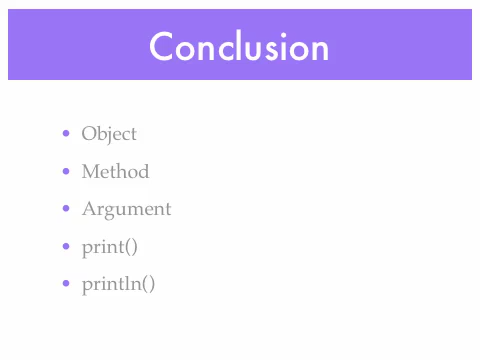 Conclusion
• Object
• Method
• Argument
• print()
• println()